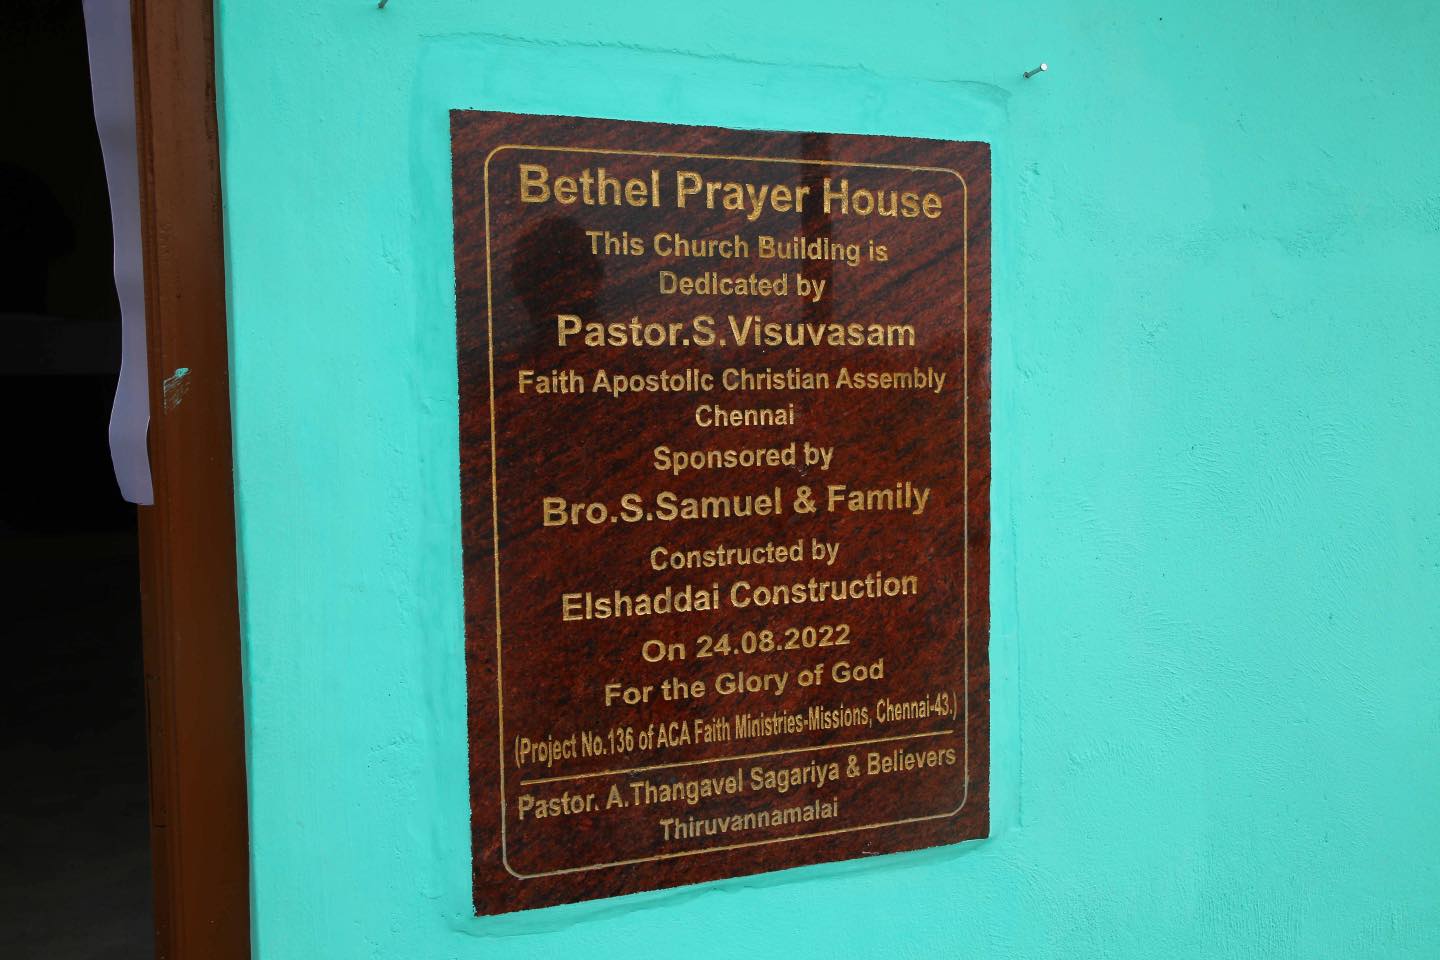 Bethel Prayer House
This Church Building is
Dedicated by
Pastor.S.Visuvasam
Faith Apostolic Christian Assembly
Chennai
Sponsored by
Bro.S.Samuel & Family
Constructed by
Elshaddai Construction
On 24.08.2022
For the Glory of God
(Project No.136 of ACA Faith Ministries-Missions, Chennai-43.)
Pastor. A.Thangavel Sagariya & Believers
Thiruvannamalai